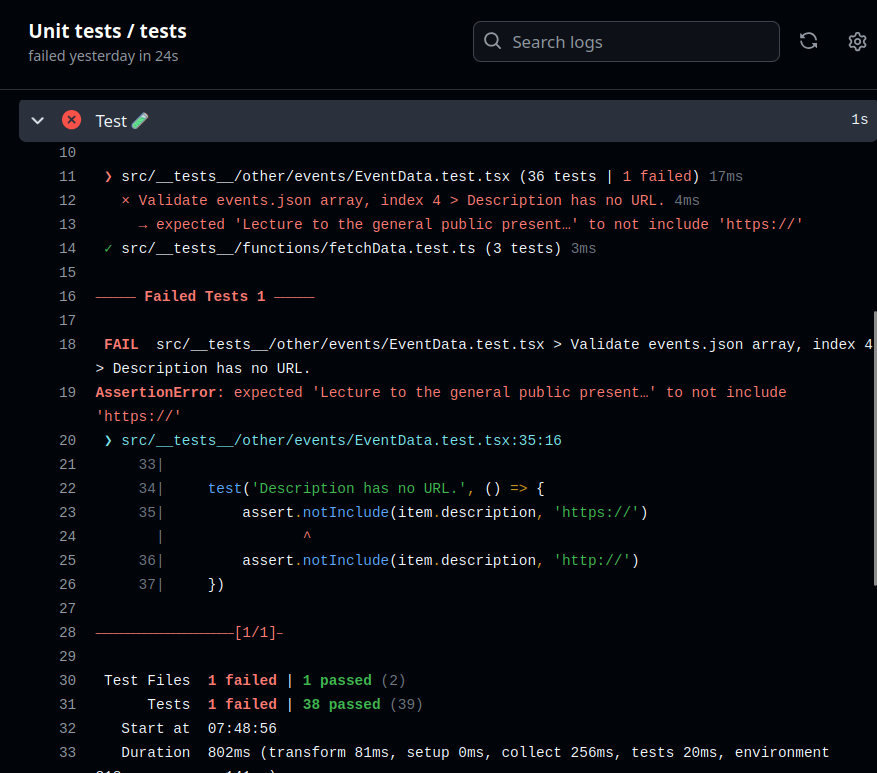 Unit tests / tests
failed yesterday in 24s
Search logs
Test 1s
10
11 ❯ src/__tests__/other/events/EventData.test.tsx (36 tests | 1 failed) 17ms
12 × Validate events.json array, index 4 > Description has no URL. 4ms
13 → expected 'Lecture to the general public present…' to not include 'https://'
14 ✓ src/__tests__/functions/fetchData.test.ts (3 tests) 3ms
15
16 ⎯⎯⎯⎯⎯ Failed Tests 1 ⎯⎯⎯⎯⎯
17
18 FAIL src/__tests__/other/events/EventData.test.tsx > Validate events.json array, index 4
> Description has no URL.
19 AssertionError: expected 'Lecture to the general public present…' to not include
'https://'
20 ❯ src/__tests__/other/events/EventData.test.tsx:35:16
21 33|
22 34| test('Description has no URL.', () => {
23 35| assert.notInclude(item.description, 'https://')
24 | ^
25 36| assert.notInclude(item.description, 'http://')
26 37| })
27
28 ⎯⎯⎯⎯⎯⎯⎯⎯⎯⎯⎯⎯⎯⎯⎯⎯[1/1]⎯
29
30 Test Files 1 failed | 1 passed (2)
31 Tests 1 failed | 38 passed (39)
32 Start at 07:48:56
33 Duration 802ms (transform 81ms, setup 0ms, collect 256ms, tests 20ms, environment